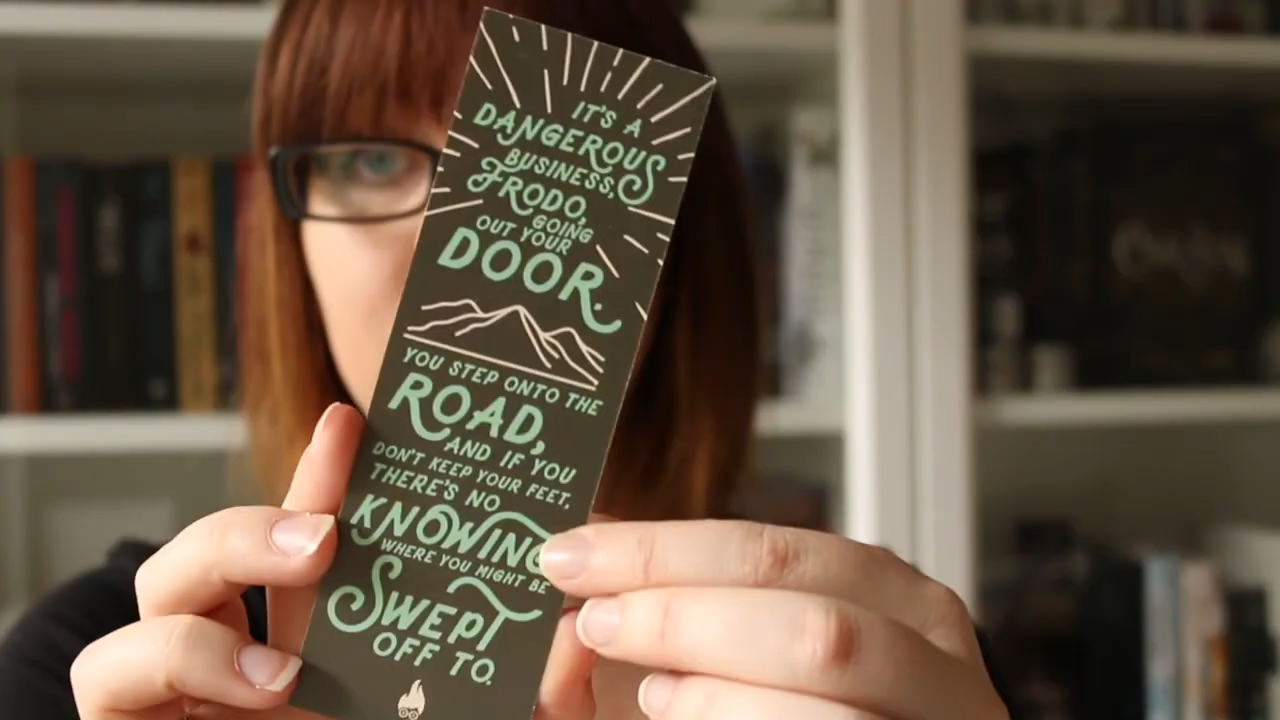 IT'S A
DANGEROUS
BUSINESS,
FRODO,
GOING
OUT YOUR
DOOR.
YOU STEP ONTO THE
ROAD,
AND IF YOU
DON'T KEEP YOUR FEET,
THERE'S NO
KNOWING
WHERE YOU MIGHT BE
SWEPT
OFF TO.